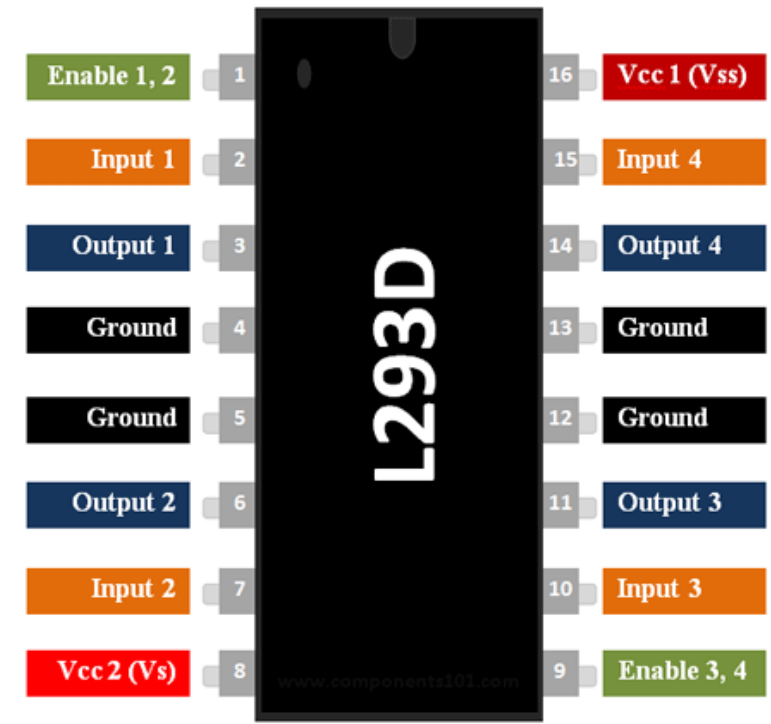 Enable 1, 2 1 16 Vcc 1 (Vss)
Input 1 2 15 Input 4
Output 1 3 14 Output 4
Ground 4 13 Ground
L293D
Ground 5 12 Ground
Output 2 6 11 Output 3
Input 2 7 10 Input 3
Vcc 2 (Vs) 8 9 Enable 3, 4
www.components101.com